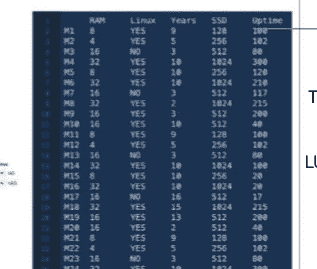 RAM Linux Years SSD Uptime
M1 8 YES 9 128 100
M2 4 YES 5 256 102
M3 16 NO 3 512 80
M4 32 YES 10 1024 300
M5 8 YES 10 256 120
M6 32 YES 10 1024 210
M7 16 NO 3 512 117
M8 32 YES 2 1024 215
M9 16 YES 3 512 200
M10 16 YES 10 512 40
M11 8 YES 9 128 100
M12 4 YES 5 256 102
M13 16 NO 3 512 80
M14 32 YES 10 1024 100
M15 8 YES 10 256 20
M16 32 YES 10 1024 20
M17 16 NO 16 512 17
M18 32 YES 15 1024 215
M19 16 YES 13 512 200
M20 16 YES 2 512 40
M21 8 YES 9 128 100
M22 4 YES 5 256 102
M23 16 NO 3 512 80
T
LU